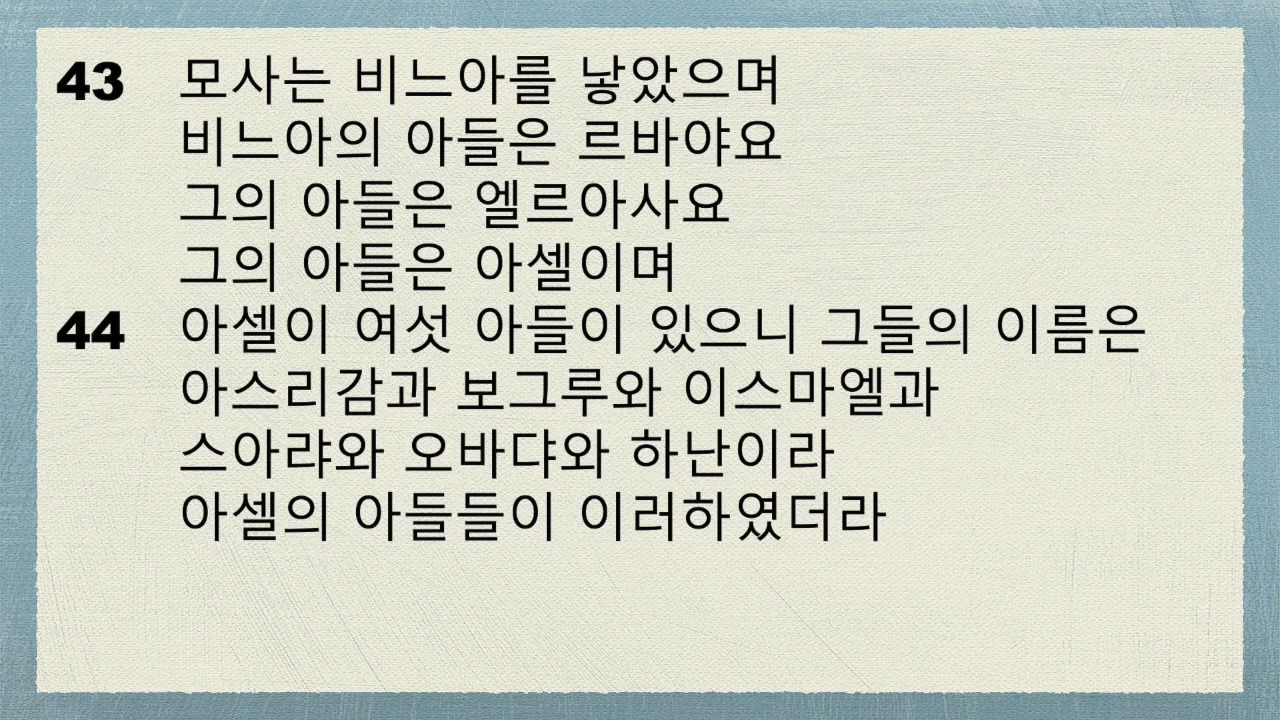 43 모사는 비느아를 낳았으며
비느아의 아들은 르바야요
그의 아들은 엘르아사요
그의 아들은 아셀이며
44 아셀이 여섯 아들이 있으니 그들의 이름은
아스리감과 보그루와 이스마엘과
스아랴와 오바댜와 하난이라
아셀의 아들들이 이러하였더라